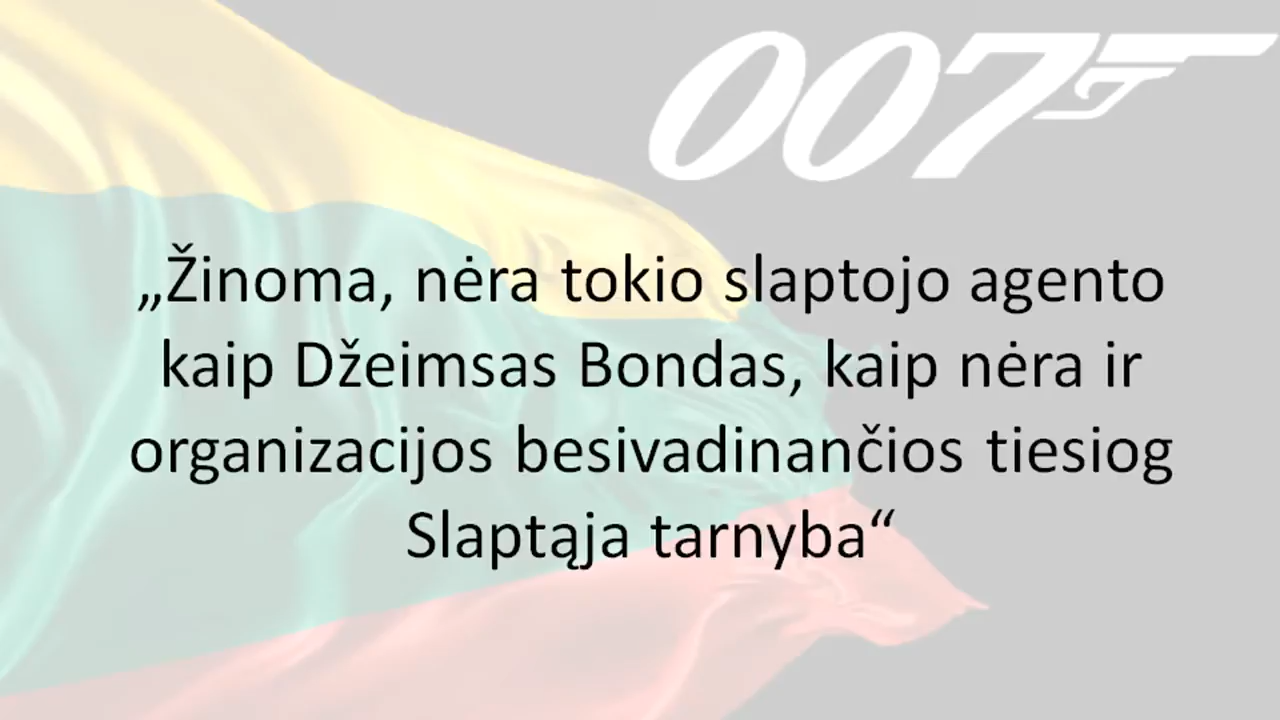 007
„Žinoma, nėra tokio slaptojo agento
kaip Džeimsas Bondas, kaip nėra ir
organizacijos besivadinančios tiesiog
Slaptąja tarnyba“